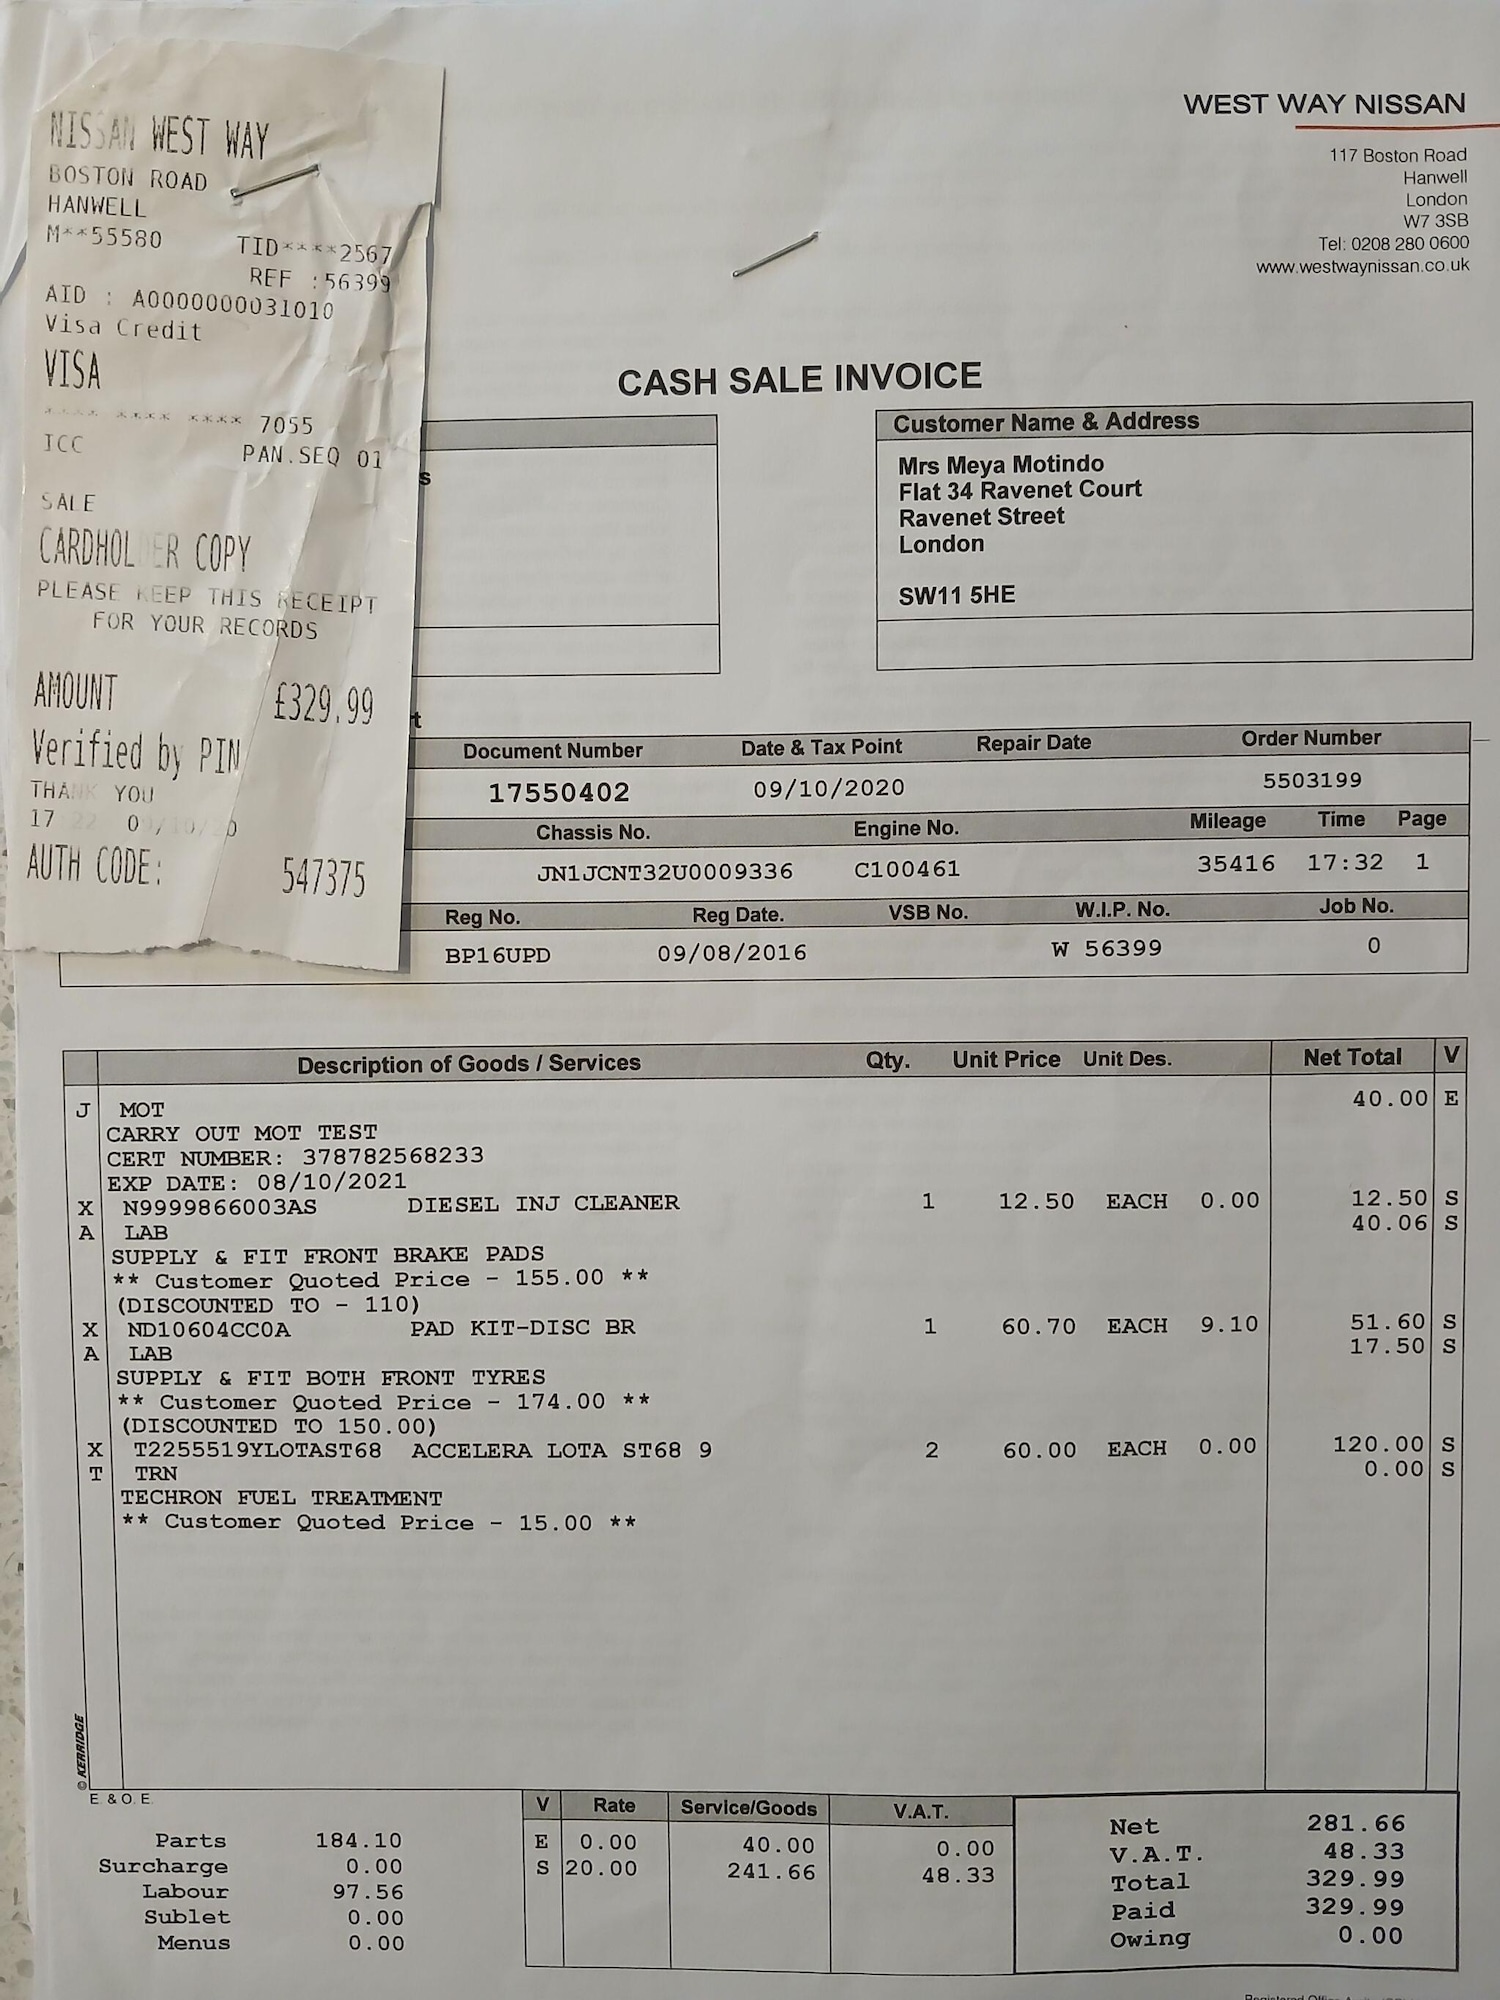 NISSAN WEST WAY
BOSTON ROAD
HANWELL
M**55580 TID****2567
REF :56399
AID : A0000000031010
Visa Credit
VISA
**** **** **** 7055
ICC PAN.SEQ 01
SALE
CARDHOLDER COPY
PLEASE KEEP THIS RECEIPT
FOR YOUR RECORDS
AMOUNT £329.99
Verified by PIN
THANK YOU
17 22 09/10/20
AUTH CODE: 547375
WEST WAY NISSAN
117 Boston Road
Hanwell
London
W7 3SB
Tel: 0208 280 0600
www.westwaynissan.co.uk
CASH SALE INVOICE
s
Customer Name & Address
Mrs Meya Motindo
Flat 34 Ravenet Court
Ravenet Street
London
SW11 5HE
t
Document Number Date & Tax Point Repair Date Order Number
17550402 09/10/2020 5503199
Chassis No. Engine No. Mileage Time Page
JN1JCNT32U0009336 C100461 35416 17:32 1
Reg No. Reg Date. VSB No. W.I.P. No. Job No.
BP16UPD 09/08/2016 W 56399 0
Description of Goods / Services Qty. Unit Price Unit Des. Net Total V
J MOT 40.00 E
CARRY OUT MOT TEST
CERT NUMBER: 378782568233
EXP DATE: 08/10/2021
X N9999866003AS DIESEL INJ CLEANER 1 12.50 EACH 0.00 12.50 S
A LAB 40.06 S
SUPPLY & FIT FRONT BRAKE PADS
** Customer Quoted Price - 155.00 **
(DISCOUNTED TO - 110)
X ND10604CC0A PAD KIT-DISC BR 1 60.70 EACH 9.10 51.60 S
A LAB 17.50 S
SUPPLY & FIT BOTH FRONT TYRES
** Customer Quoted Price - 174.00 **
(DISCOUNTED TO 150.00)
X T2255519YLOTAST68 ACCELERA LOTA ST68 9 2 60.00 EACH 0.00 120.00 S
T TRN 0.00 S
TECHRON FUEL TREATMENT
** Customer Quoted Price - 15.00 **
© KERRIDGE
E. & O. E.
Parts 184.10
Surcharge 0.00
Labour 97.56
Sublet 0.00
Menus 0.00
V Rate Service/Goods V.A.T.
E 0.00 40.00 0.00
S 20.00 241.66 48.33
Net 281.66
V.A.T. 48.33
Total 329.99
Paid 329.99
Owing 0.00